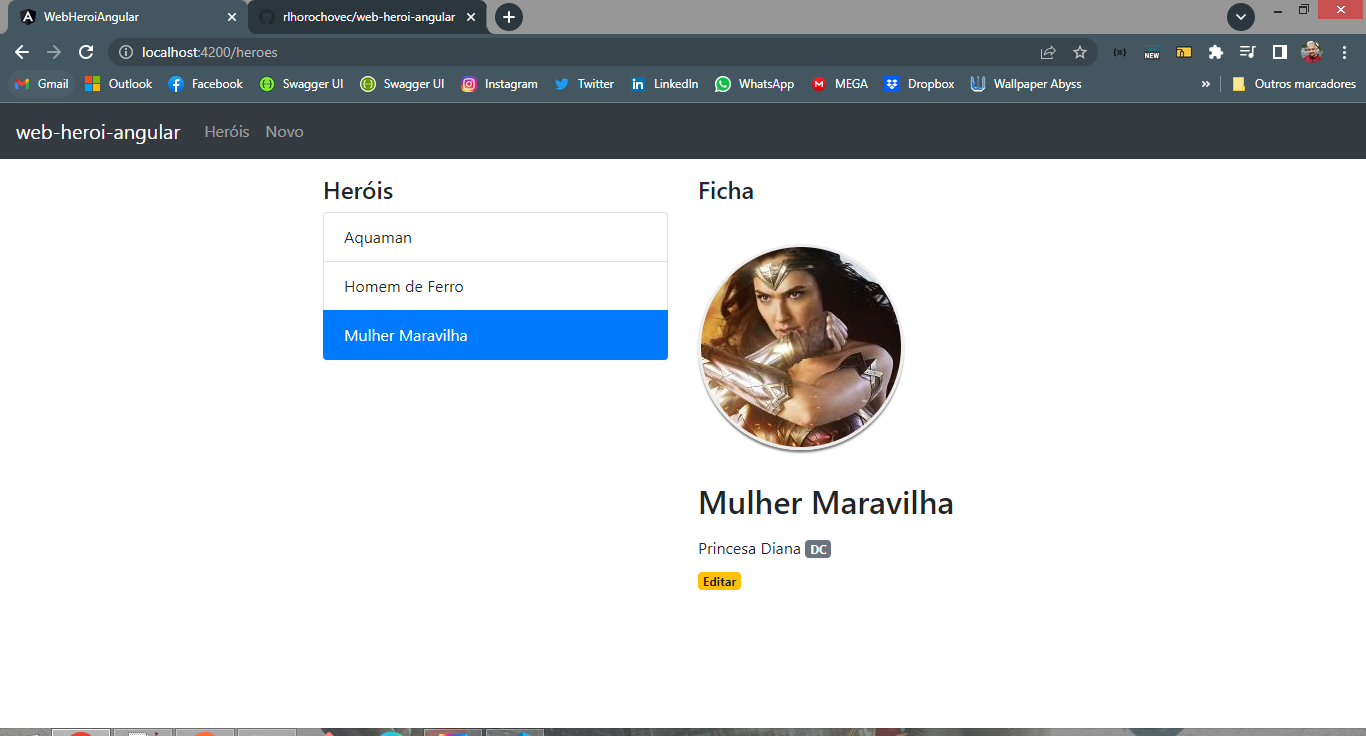 WebHeroiAngular
rlhorochovec/web-heroi-angular
localhost:4200/heroes
NEW
Gmail Outlook Facebook Swagger UI Swagger UI Instagram Twitter LinkedIn WhatsApp MEGA Dropbox Wallpaper Abyss » Outros marcadores
web-heroi-angular Heróis Novo
Heróis
Aquaman
Homem de Ferro
Mulher Maravilha
Ficha
Mulher Maravilha
Princesa Diana DC
Editar